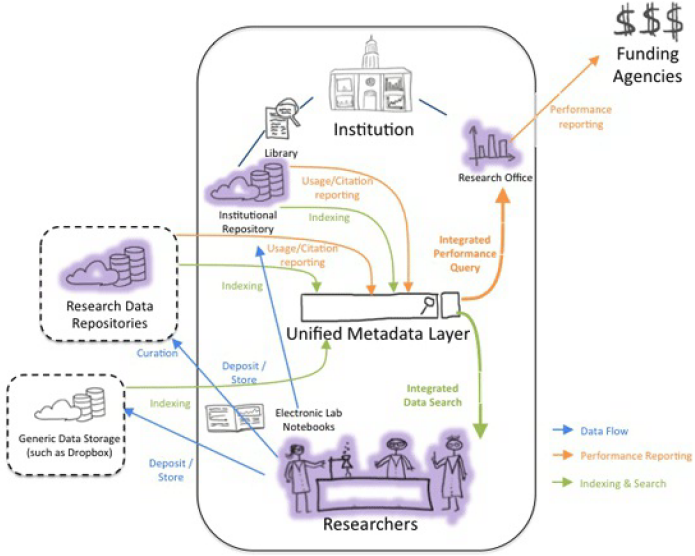 $ $ $
Funding
Agencies
Performance
reporting
Institution
Library
Research Office
Usage/Citation
reporting
Institutional
Repository
Indexing
Usage/Citation
reporting
Integrated
Performance
Query
Indexing
Research Data
Repositories
Unified Metadata Layer
Curation
Deposit /
Store
Integrated
Data Search
Indexing
Electronic Lab
Notebooks
Generic Data Storage
(such as Dropbox)
Data Flow
Deposit /
Store
Performance Reporting
Indexing & Search
Researchers